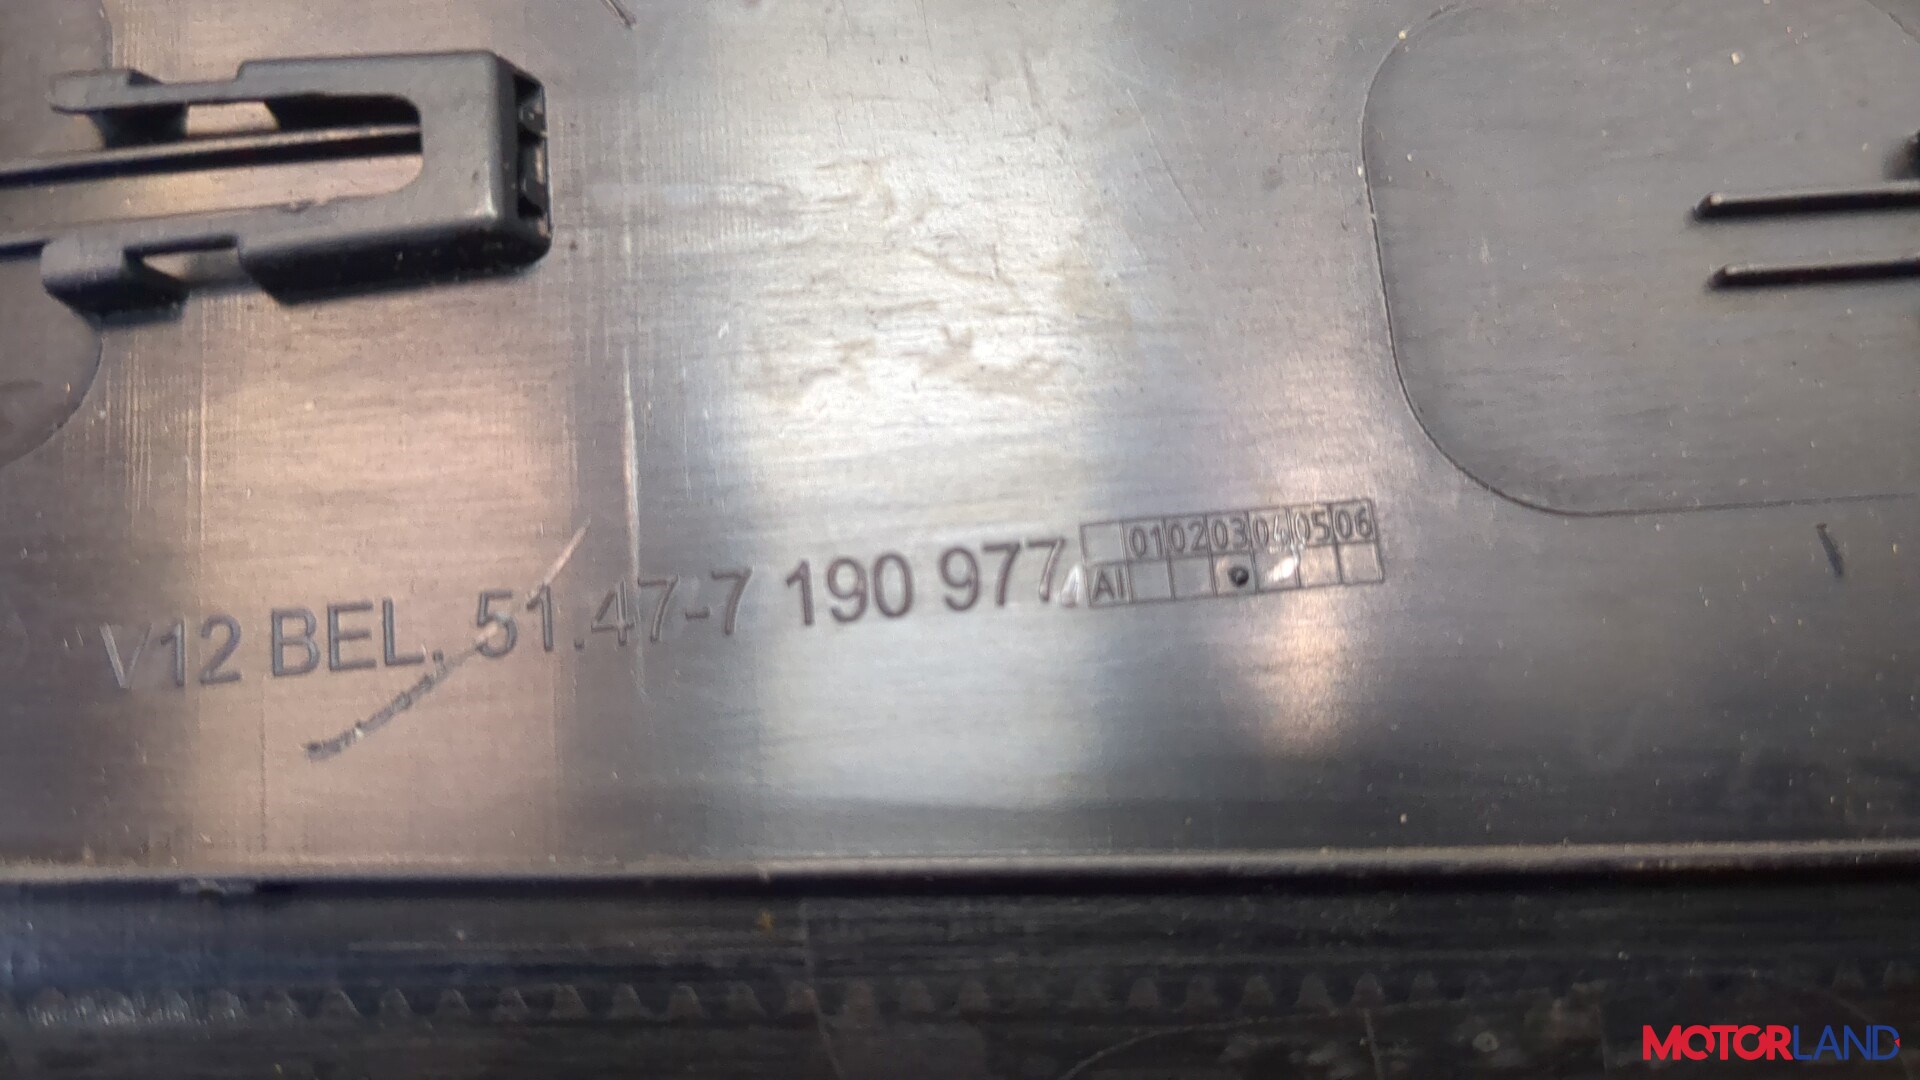 V12 BEL. 51.47-7 190 977.
01 02 03 04 05 06
AI
MOTORLAND